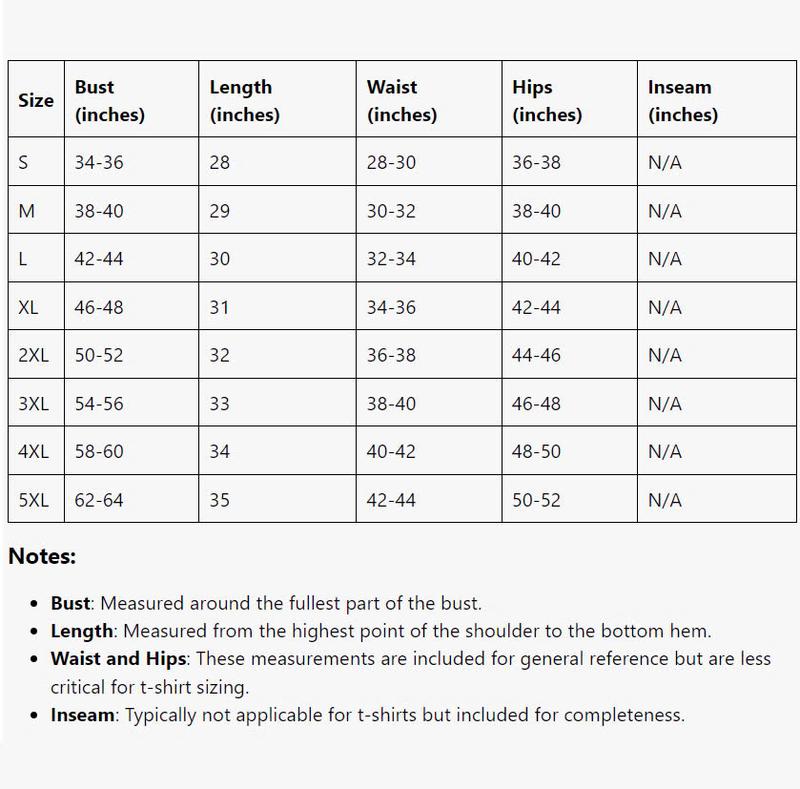 Size Bust (inches) Length (inches) Waist (inches) Hips (inches) Inseam (inches)
S 34-36 28 28-30 36-38 N/A
M 38-40 29 30-32 38-40 N/A
L 42-44 30 32-34 40-42 N/A
XL 46-48 31 34-36 42-44 N/A
2XL 50-52 32 36-38 44-46 N/A
3XL 54-56 33 38-40 46-48 N/A
4XL 58-60 34 40-42 48-50 N/A
5XL 62-64 35 42-44 50-52 N/A
Notes:
• Bust: Measured around the fullest part of the bust.
• Length: Measured from the highest point of the shoulder to the bottom hem.
• Waist and Hips: These measurements are included for general reference but are less
critical for t-shirt sizing.
• Inseam: Typically not applicable for t-shirts but included for completeness.